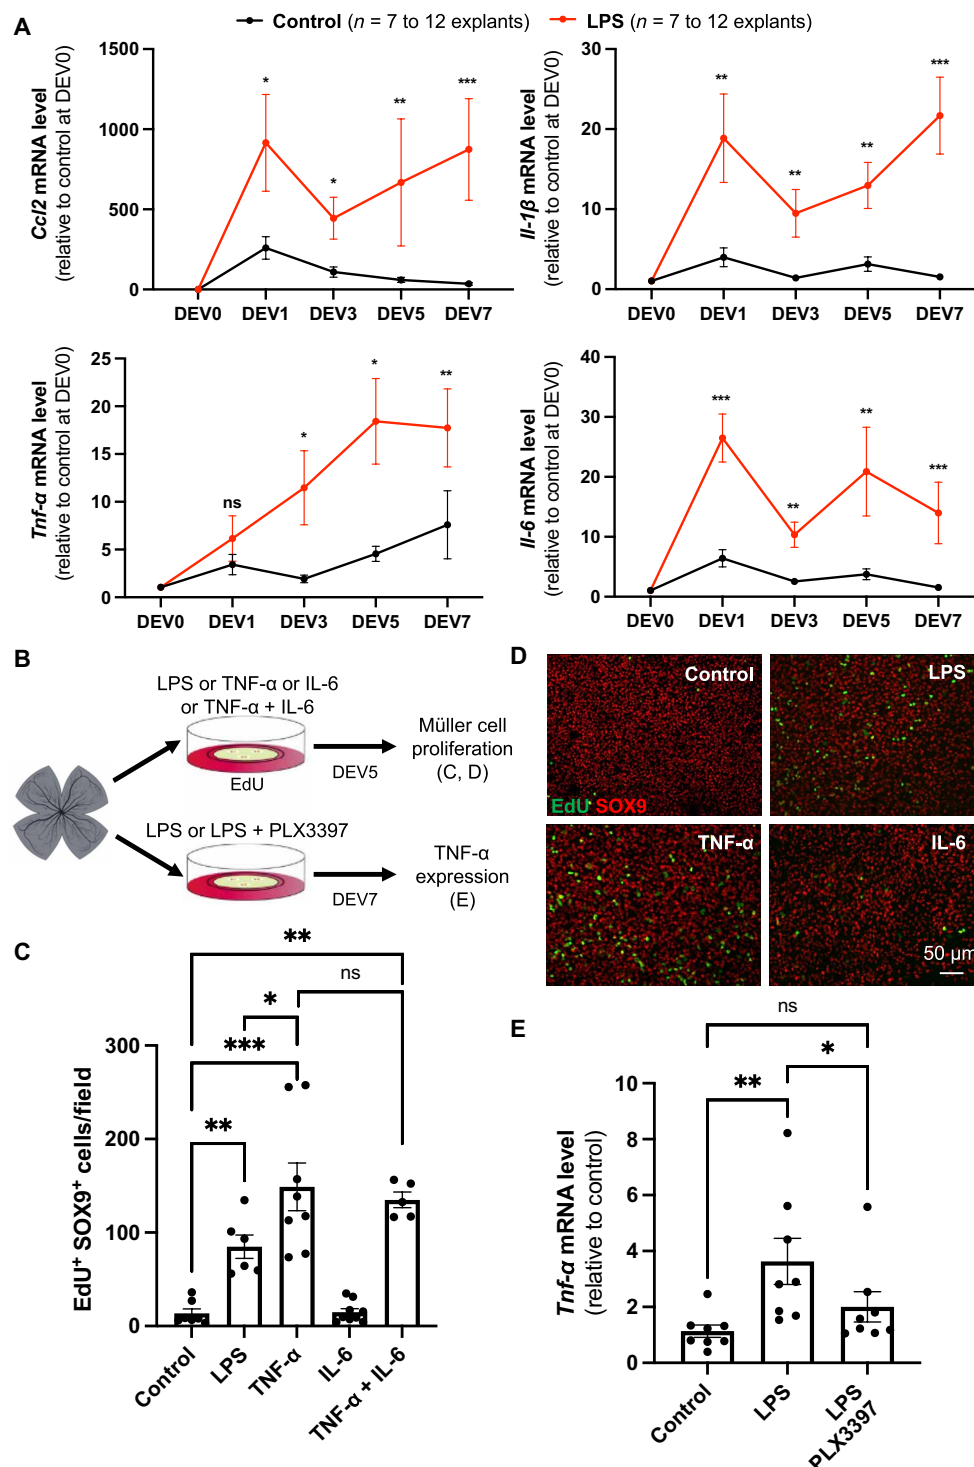 A
Control (n = 7 to 12 explants)
LPS (n = 7 to 12 explants)
Ccl2 mRNA level
(relative to control at DEV0)
1500
1000
500
0
*
*
**
***
DEV0 DEV1 DEV3 DEV5 DEV7
Il-1β mRNA level
(relative to control at DEV0)
30
20
10
0
**
**
**
***
DEV0 DEV1 DEV3 DEV5 DEV7
Tnf-α mRNA level
(relative to control at DEV0)
25
20
15
10
5
0
ns
*
*
**
DEV0 DEV1 DEV3 DEV5 DEV7
Il-6 mRNA level
(relative to control at DEV0)
40
30
20
10
0
***
**
**
***
DEV0 DEV1 DEV3 DEV5 DEV7
B
LPS or TNF-α or IL-6
or TNF-α + IL-6
EdU
DEV5
Müller cell
proliferation
(C, D)
LPS or LPS + PLX3397
DEV7
TNF-α
expression
(E)
D
Control
LPS
EdU SOX9
TNF-α
IL-6
50 μm
C
**
ns
*
***
**
EdU+ SOX9+ cells/field
300
200
100
0
Control
LPS
TNF-α
IL-6
TNF-α + IL-6
E
ns
*
**
Tnf-α mRNA level
(relative to control)
10
8
6
4
2
0
Control
LPS
LPS
PLX3397